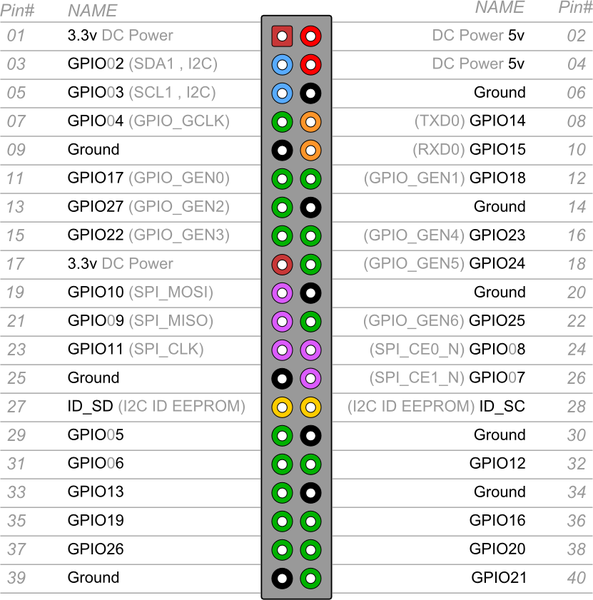 Pin# NAME NAME Pin#
01 3.3v DC Power DC Power 5v 02
03 GPIO02 (SDA1 , I2C) DC Power 5v 04
05 GPIO03 (SCL1 , I2C) Ground 06
07 GPIO04 (GPIO_GCLK) (TXD0) GPIO14 08
09 Ground (RXD0) GPIO15 10
11 GPIO17 (GPIO_GEN0) (GPIO_GEN1) GPIO18 12
13 GPIO27 (GPIO_GEN2) Ground 14
15 GPIO22 (GPIO_GEN3) (GPIO_GEN4) GPIO23 16
17 3.3v DC Power (GPIO_GEN5) GPIO24 18
19 GPIO10 (SPI_MOSI) Ground 20
21 GPIO09 (SPI_MISO) (GPIO_GEN6) GPIO25 22
23 GPIO11 (SPI_CLK) (SPI_CE0_N) GPIO08 24
25 Ground (SPI_CE1_N) GPIO07 26
27 ID_SD (I2C ID EEPROM) (I2C ID EEPROM) ID_SC 28
29 GPIO05 Ground 30
31 GPIO06 GPIO12 32
33 GPIO13 Ground 34
35 GPIO19 GPIO16 36
37 GPIO26 GPIO20 38
39 Ground GPIO21 40